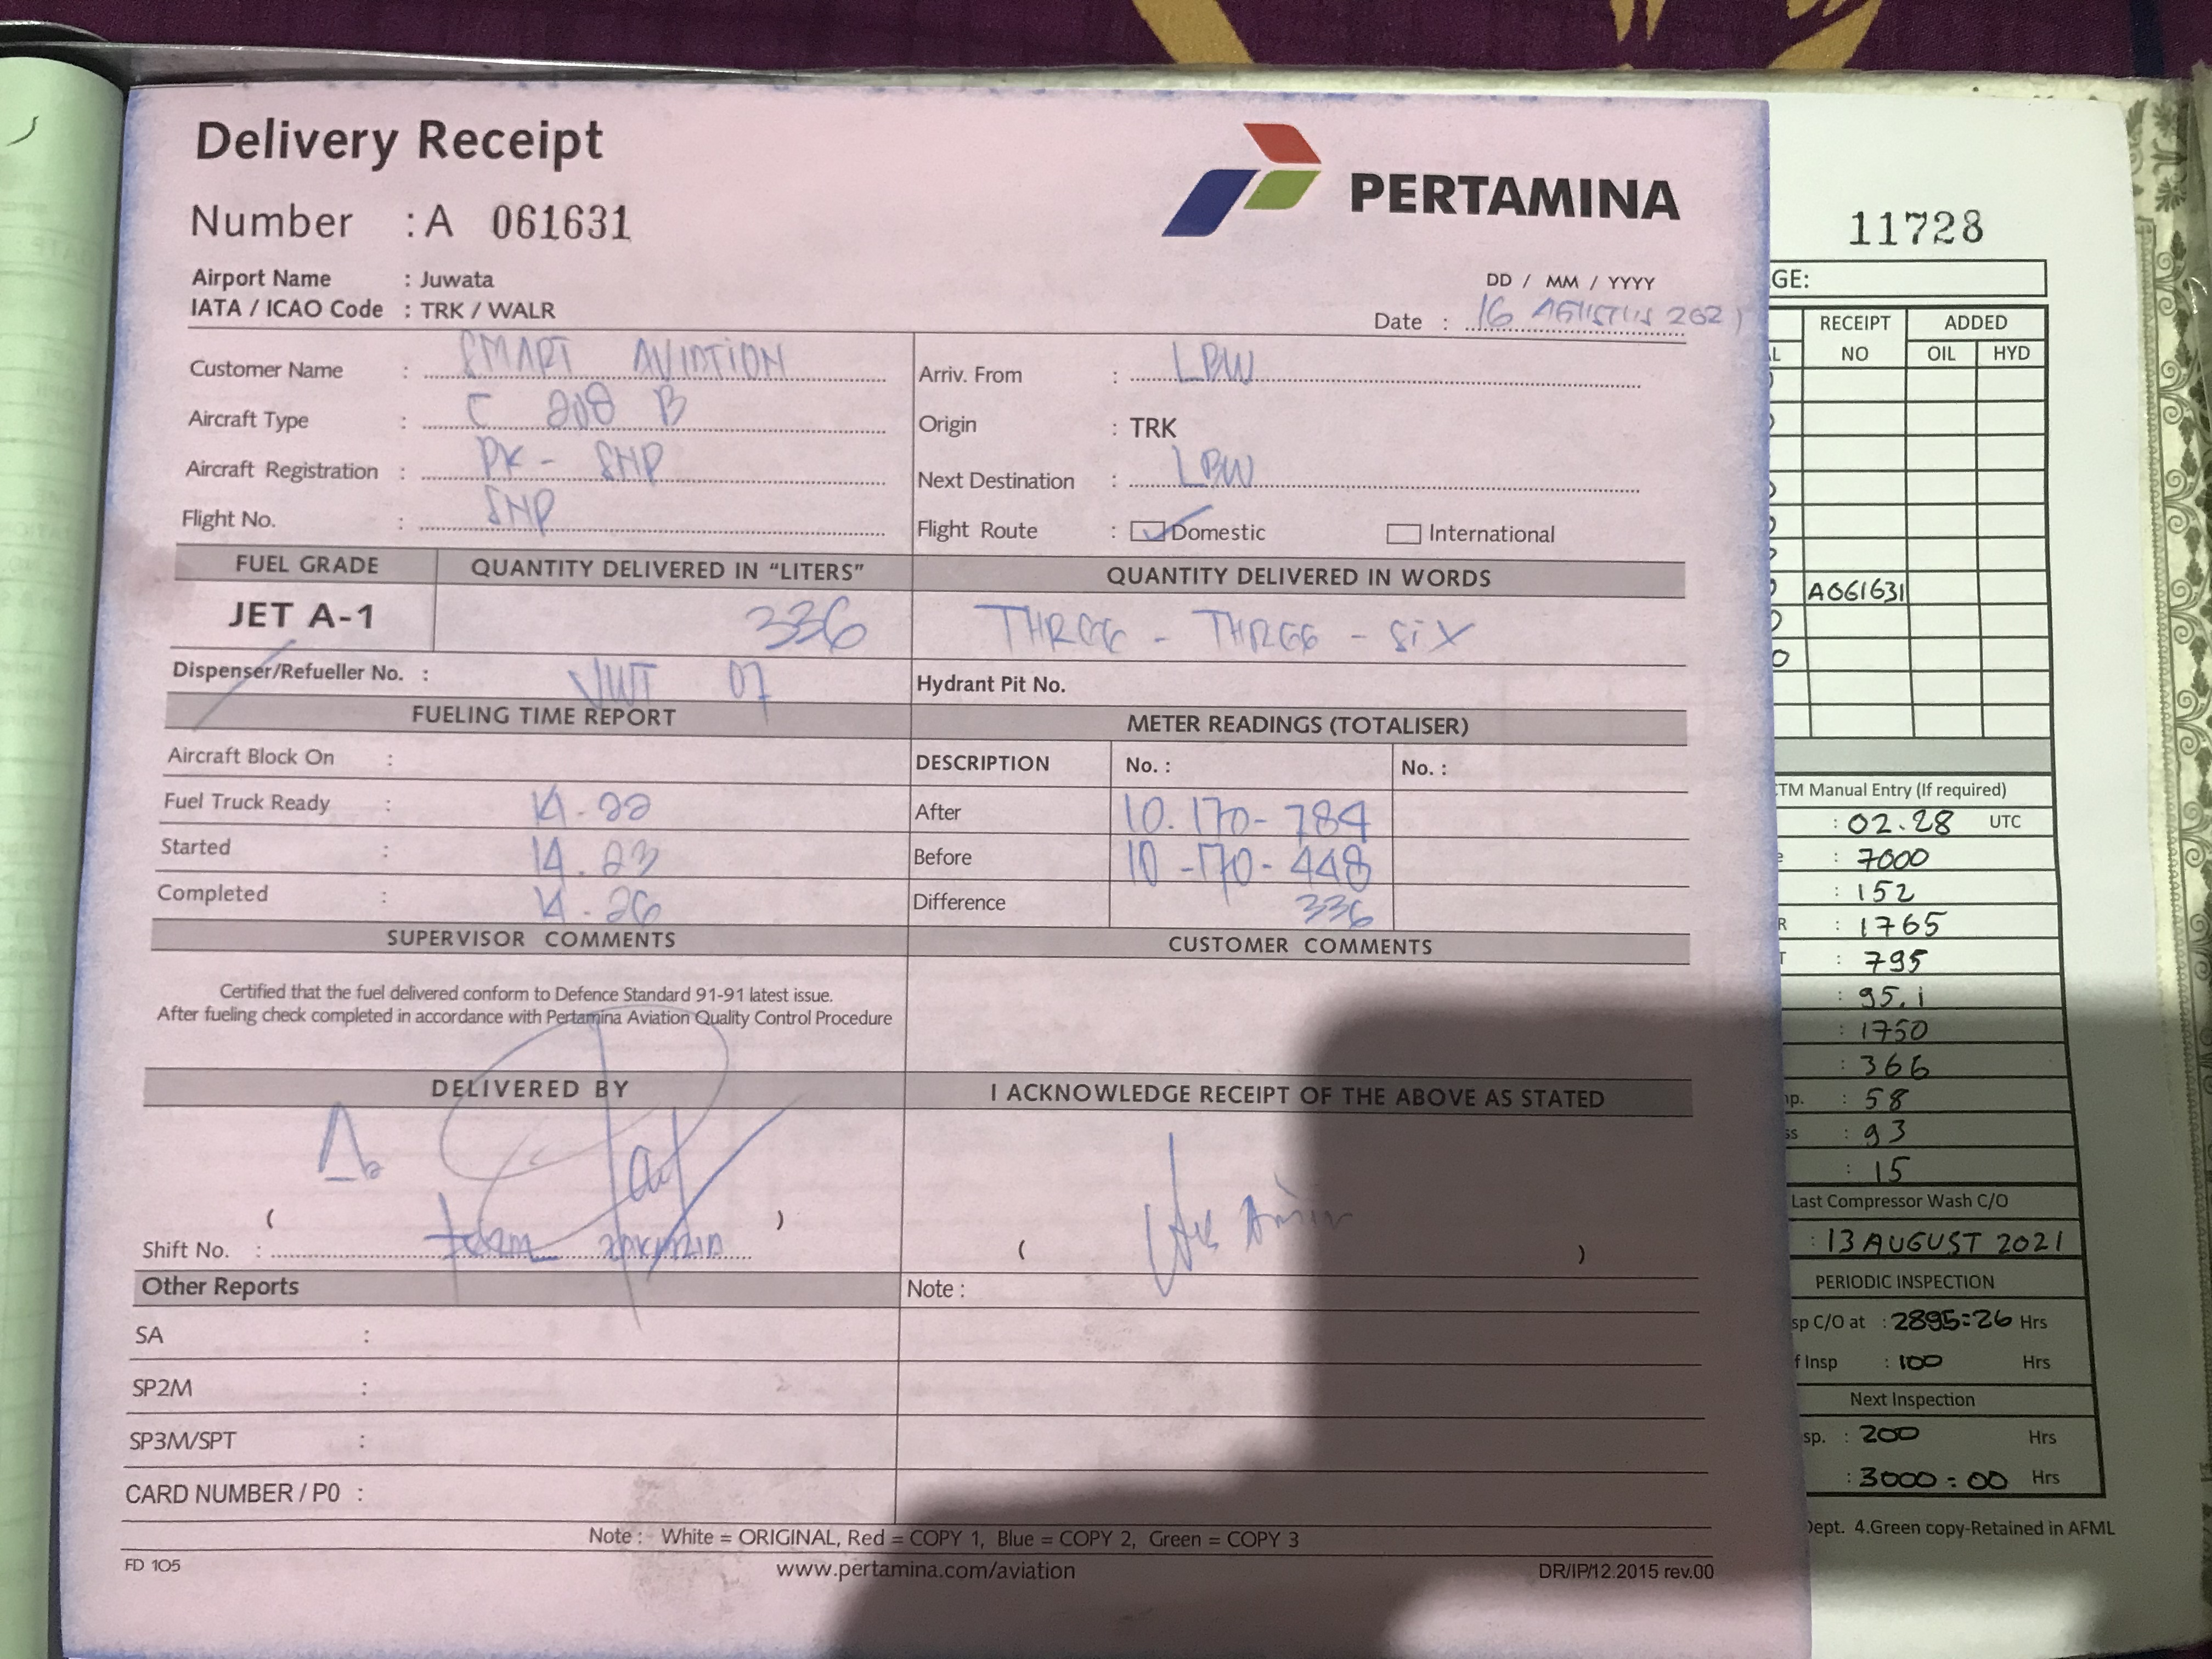 Delivery Receipt
Number : A 061631
PERTAMINA
Airport Name : Juwata
IATA / ICAO Code : TRK / WALR
DD / MM / YYYY
Date : 16 AGUSTUS 2021
Customer Name : SMART AVIATION
Aircraft Type : C 208 B
Aircraft Registration : PK - SNP
Flight No. : SNP
Arriv. From : LBW
Origin : TRK
Next Destination : LBW
Flight Route : Domestic International
FUEL GRADE QUANTITY DELIVERED IN "LITERS" QUANTITY DELIVERED IN WORDS
JET A-1 336 THREE - THREE - SIX
Dispenser/Refueller No. : 07
Hydrant Pit No.
FUELING TIME REPORT
Aircraft Block On :
Fuel Truck Ready : 14.22
Started : 14.23
Completed : 14.26
METER READINGS (TOTALISER)
DESCRIPTION No. : No. :
After 10.170-784
Before 10-170-448
Difference 336
SUPERVISOR COMMENTS CUSTOMER COMMENTS
Certified that the fuel delivered conform to Defence Standard 91-91 latest issue.
After fueling check completed in accordance with Pertamina Aviation Quality Control Procedure
DELIVERED BY I ACKNOWLEDGE RECEIPT OF THE ABOVE AS STATED
( )
Shift No. :
( )
Other Reports Note :
SA :
SP2M :
SP3M/SPT :
CARD NUMBER / P0 :
Note : White = ORIGINAL, Red = COPY 1, Blue = COPY 2, Green = COPY 3
FD 105 www.pertamina.com/aviation DR/IP/12.2015 rev.00
11728
GE:
RECEIPT ADDED
NO OIL HYD
A061631
TM Manual Entry (If required)
: 02.28 UTC
: 7000
: 152
R : 1765
T : 795
: 95.1
: 1750
: 366
np. : 58
ss : 93
: 15
Last Compressor Wash C/O
: 13 AUGUST 2021
PERIODIC INSPECTION
sp C/O at : 2895:26 Hrs
f Insp : 100 Hrs
Next Inspection
sp. : 200 Hrs
: 3000:00 Hrs
Dept. 4.Green copy-Retained in AFML